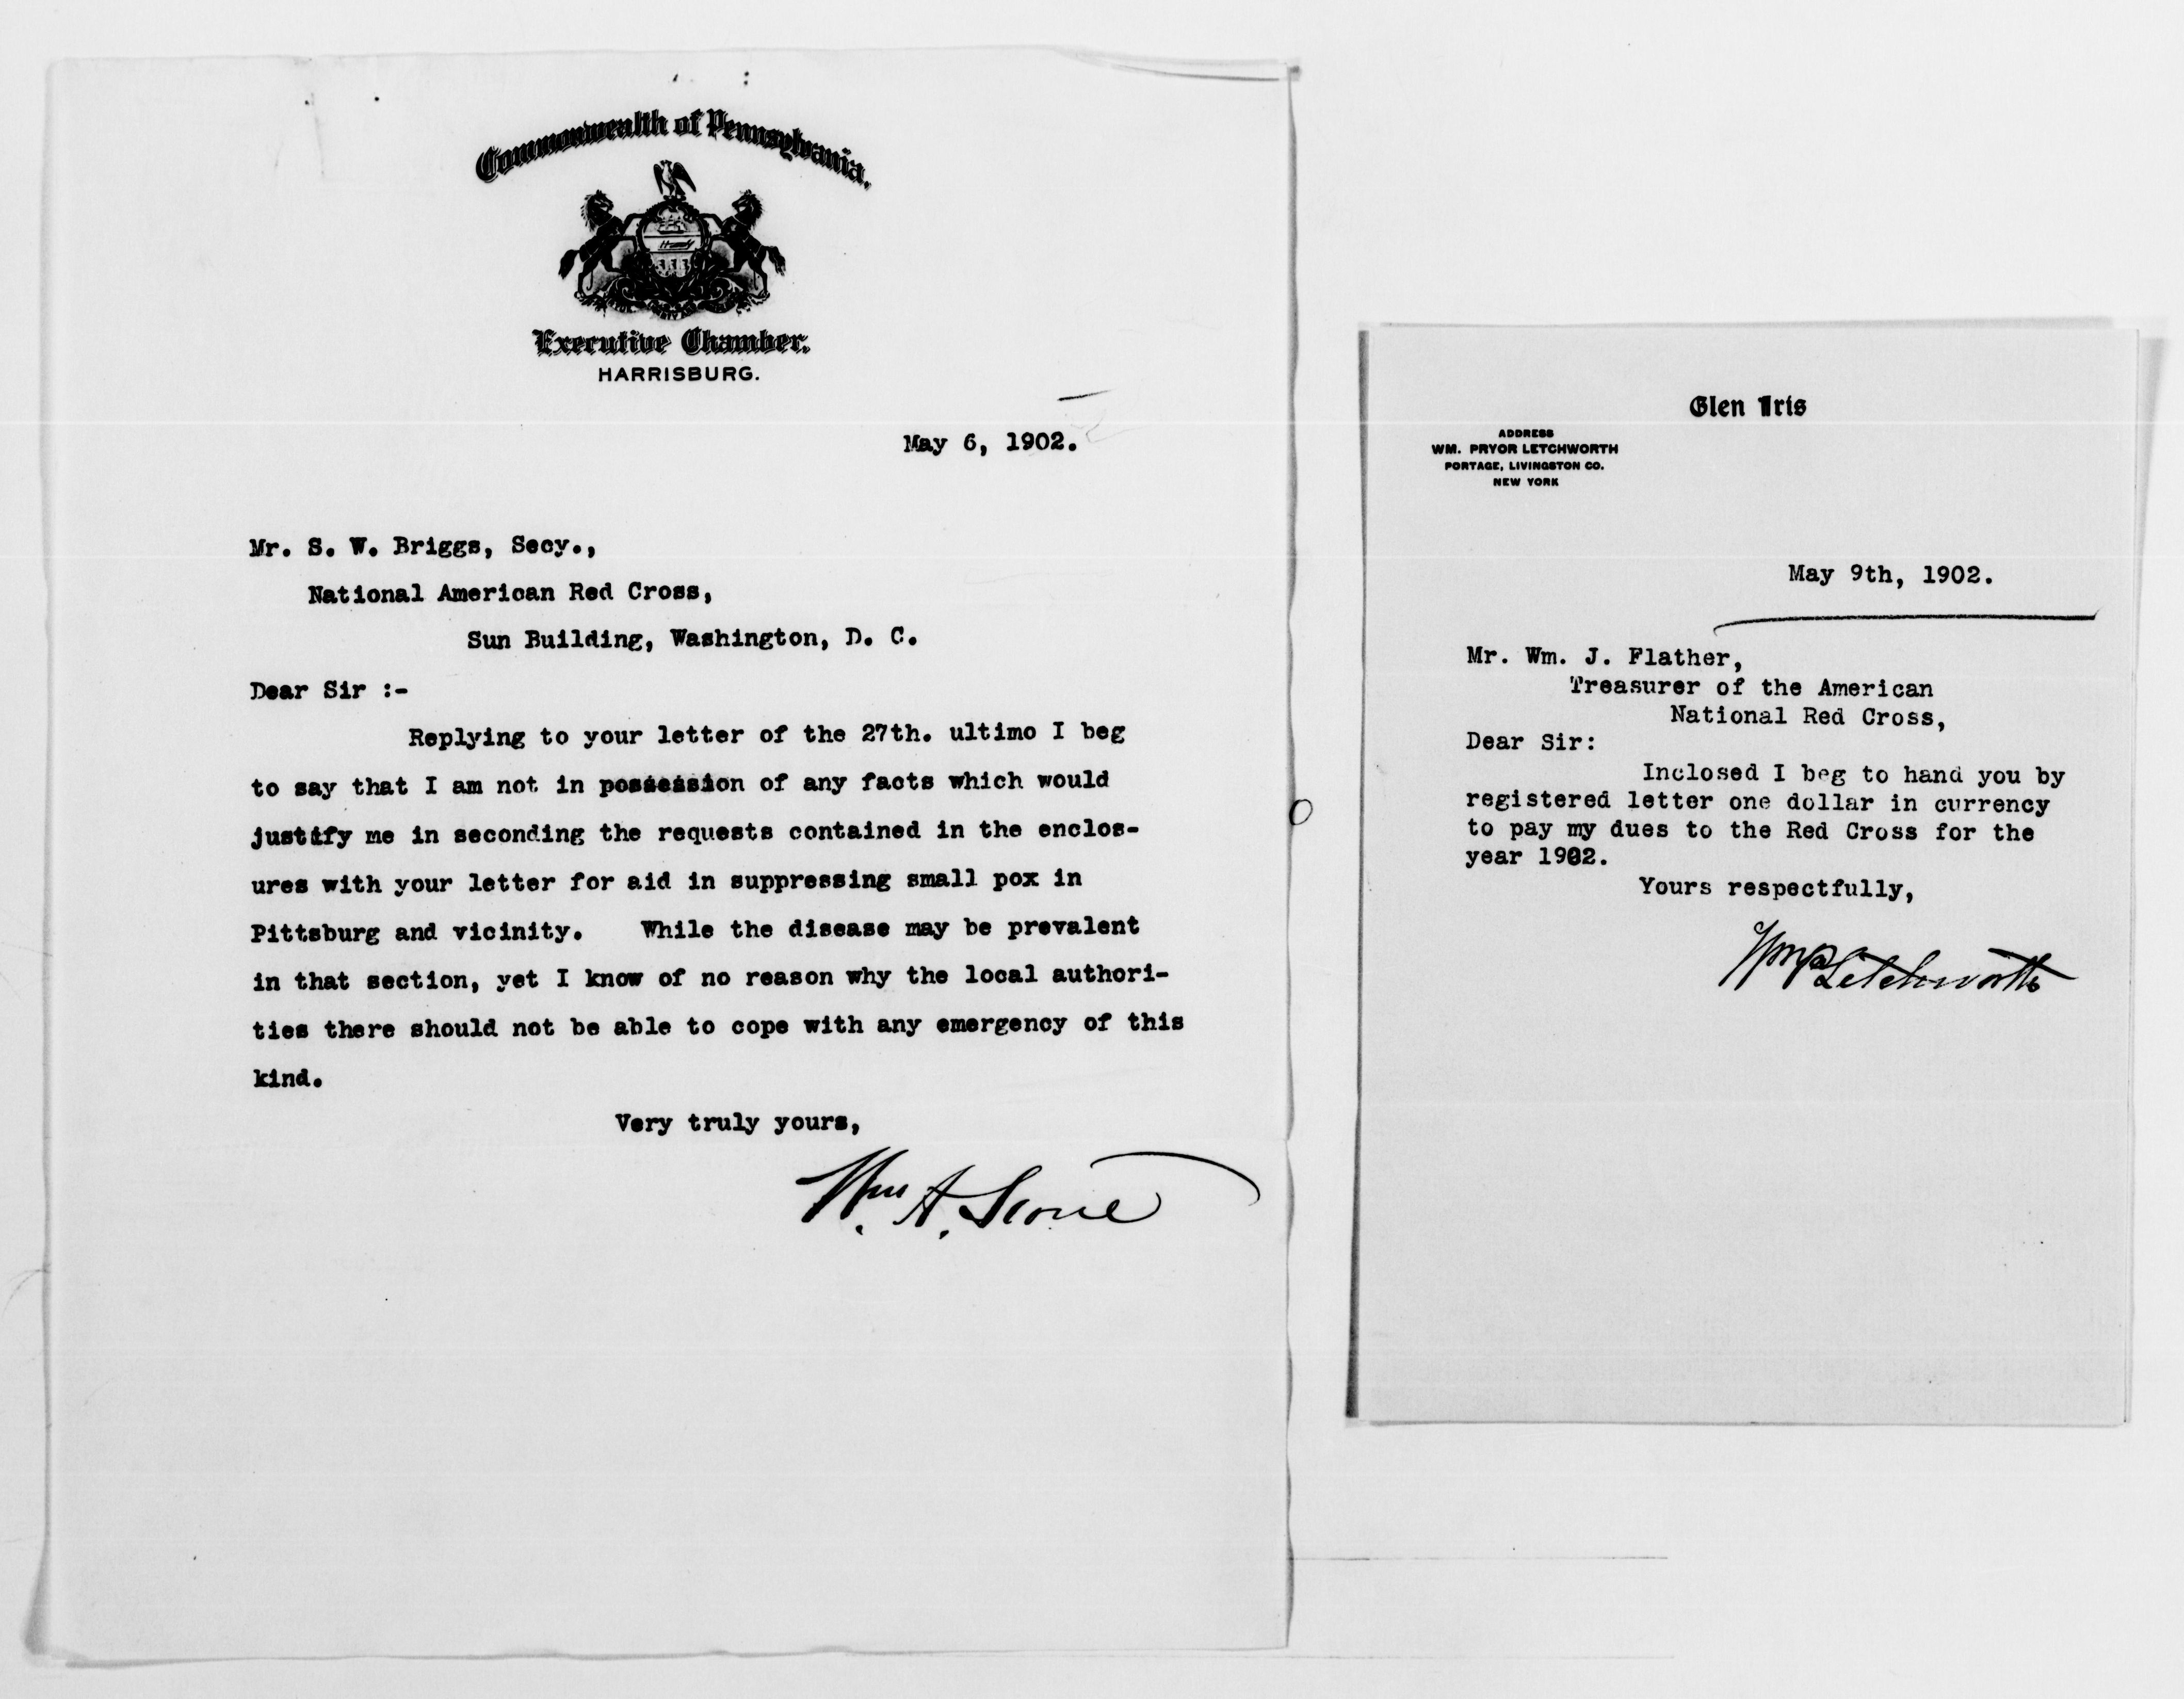 Commonwealth of Pennsylvania.
Executive Chamber.
HARRISBURG.
May 6, 1902.
Mr. S. W. Briggs, Secy.,
National American Red Cross,
Sun Building, Washington, D. C.
Dear Sir :-
Replying to your letter of the 27th. ultimo I beg
to say that I am not in possession of any facts which would
justify me in seconding the requests contained in the enclos-
ures with your letter for aid in suppressing small pox in
Pittsburg and vicinity. While the disease may be prevalent
in that section, yet I know of no reason why the local authori-
ties there should not be able to cope with any emergency of this
kind.
Very truly yours,
Wm. A. Stone
Glen Iris
ADDRESS
WM. PRYOR LETCHWORTH
PORTAGE, LIVINGSTON CO.
NEW YORK
May 9th, 1902.
Mr. Wm. J. Flather,
Treasurer of the American
National Red Cross,
Dear Sir:
Inclosed I beg to hand you by
registered letter one dollar in currency
to pay my dues to the Red Cross for the
year 1902.
Yours respectfully,
Wm P Letchworth